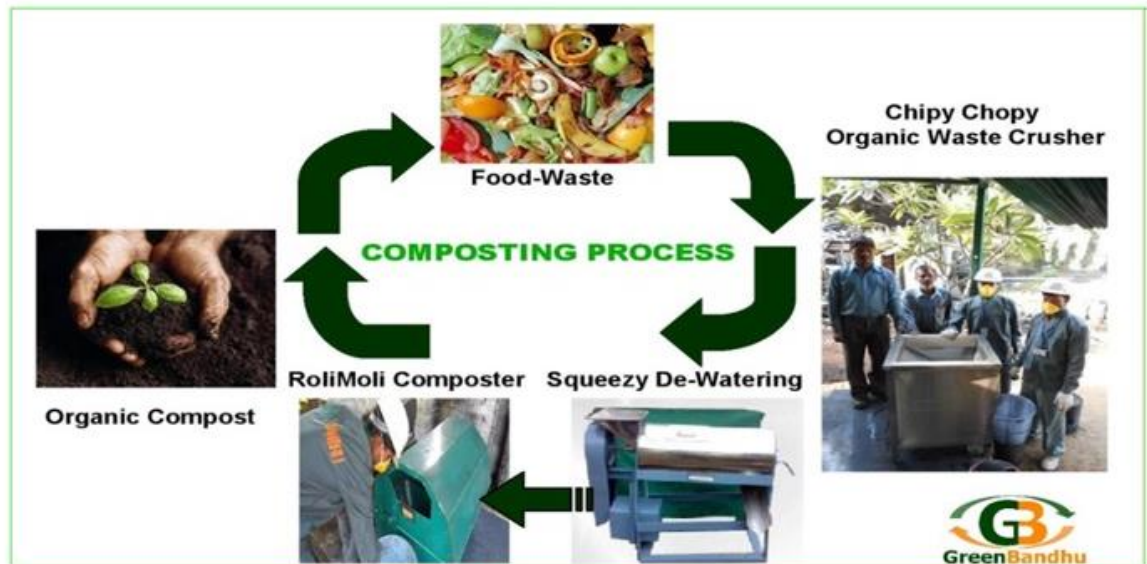 Food-Waste
Chipy Chopy
Organic Waste Crusher
COMPOSTING PROCESS
RoliMoli Composter
Squeezy De-Watering
Organic Compost
GB
GreenBandhu